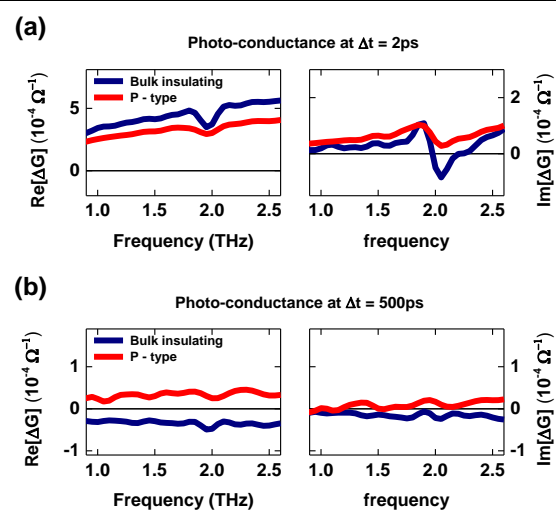 (a)
Photo-conductance at Δt = 2ps
Re[ΔG] (10⁻⁴ Ω⁻¹)
5
0
Bulk insulating
P - type
1.0 1.5 2.0 2.5
Frequency (THz)
1.0 1.5 2.0 2.5
frequency
2
0
Im[ΔG] (10⁻⁴ Ω⁻¹)
(b)
Photo-conductance at Δt = 500ps
Re[ΔG] (10⁻⁴ Ω⁻¹)
1
0
-1
Bulk insulating
P - type
1.0 1.5 2.0 2.5
Frequency (THz)
1.0 1.5 2.0 2.5
frequency
1
0
-1
Im[ΔG] (10⁻⁴ Ω⁻¹)